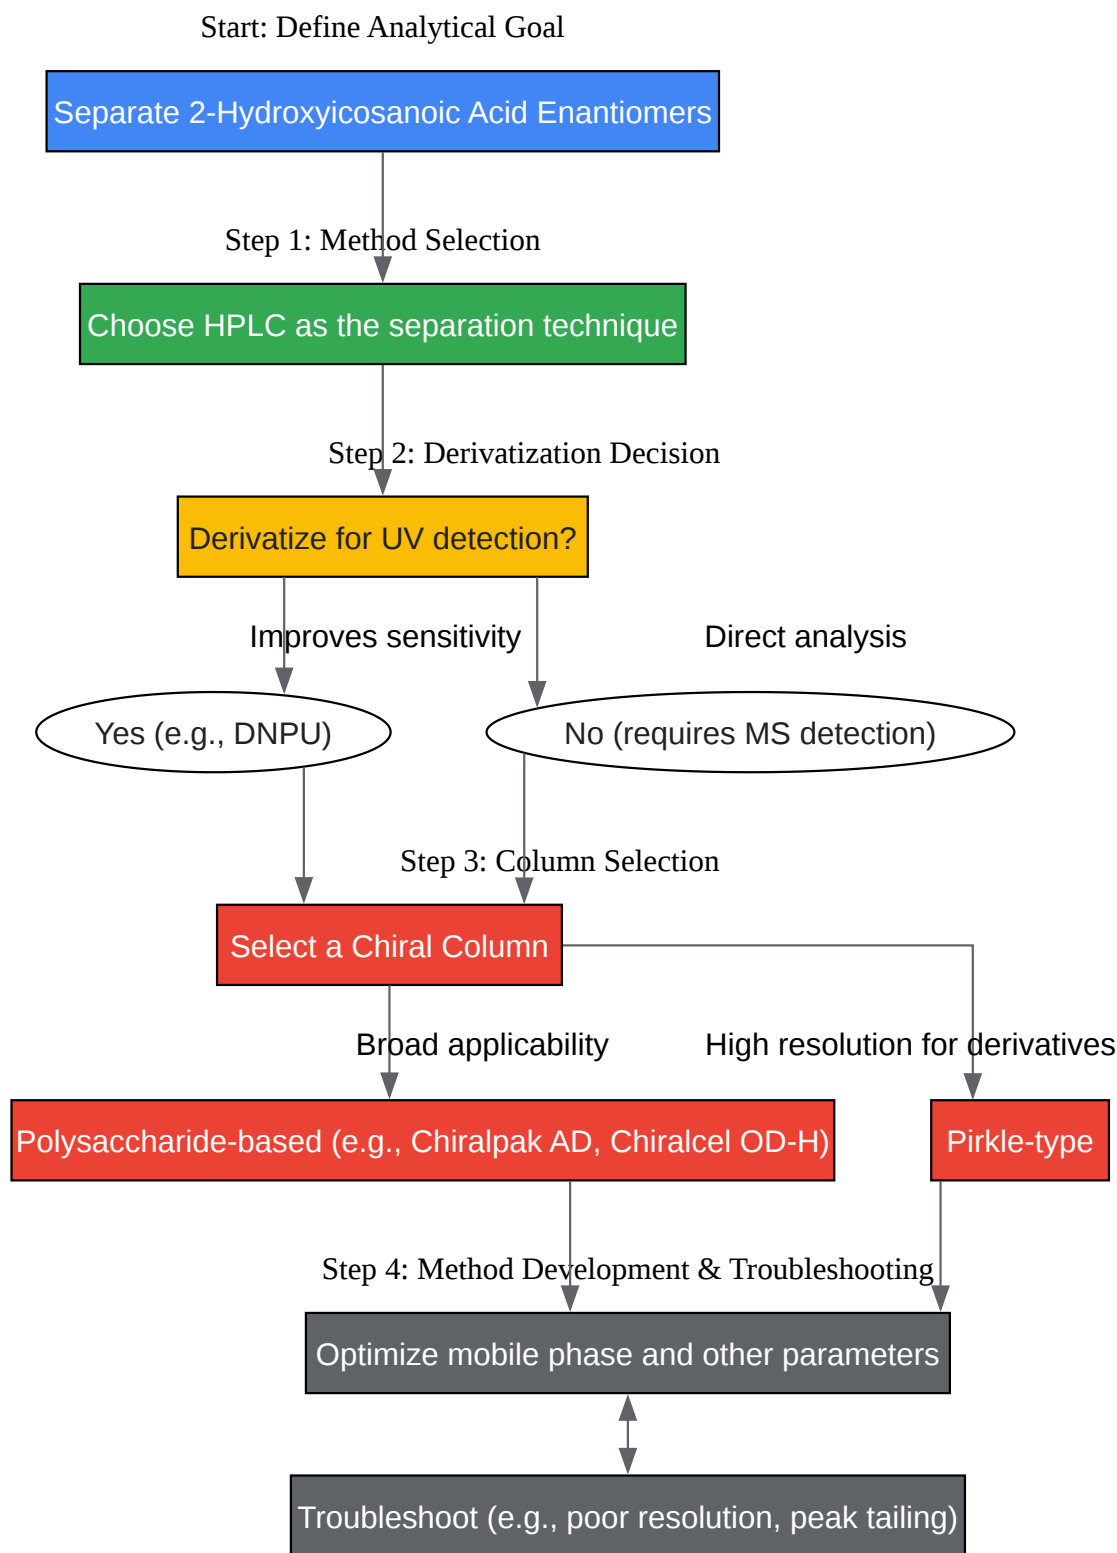 Start: Define Analytical Goal
Separate 2-Hydroxyicosanoic Acid Enantiomers
Step 1: Method Selection
Choose HPLC as the separation technique
Step 2: Derivatization Decision
Derivatize for UV detection?
Improves sensitivity
Direct analysis
Yes (e.g., DNPU)
No (requires MS detection)
Step 3: Column Selection
Select a Chiral Column
Broad applicability
High resolution for derivatives
Polysaccharide-based (e.g., Chiralpak AD, Chiralcel OD-H)
Pirkle-type
Step 4: Method Development & Troubleshooting
Optimize mobile phase and other parameters
Troubleshoot (e.g., poor resolution, peak tailing)